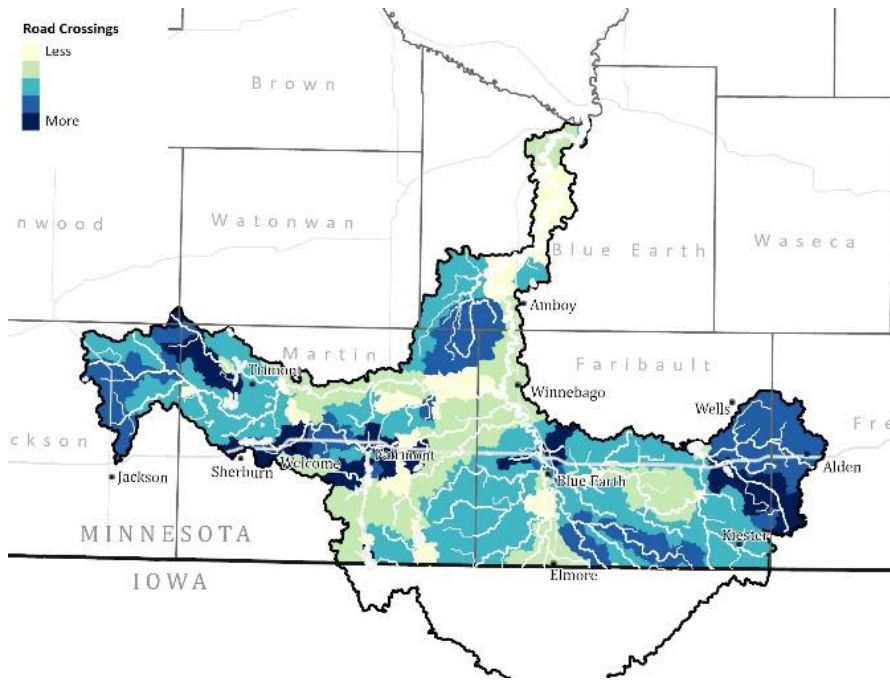 Road Crossings
Less
More
Brown
nwood
Watonwan
Blue Earth
Waseca
Amboy
Martin
Faribault
Trimont
Winnebago
Wells
Fre
ckson
Jackson
Sherburn
Welcome
Fairmont
Blue Earth
Alden
Kiester
MINNESOTA
Elmore
IOWA